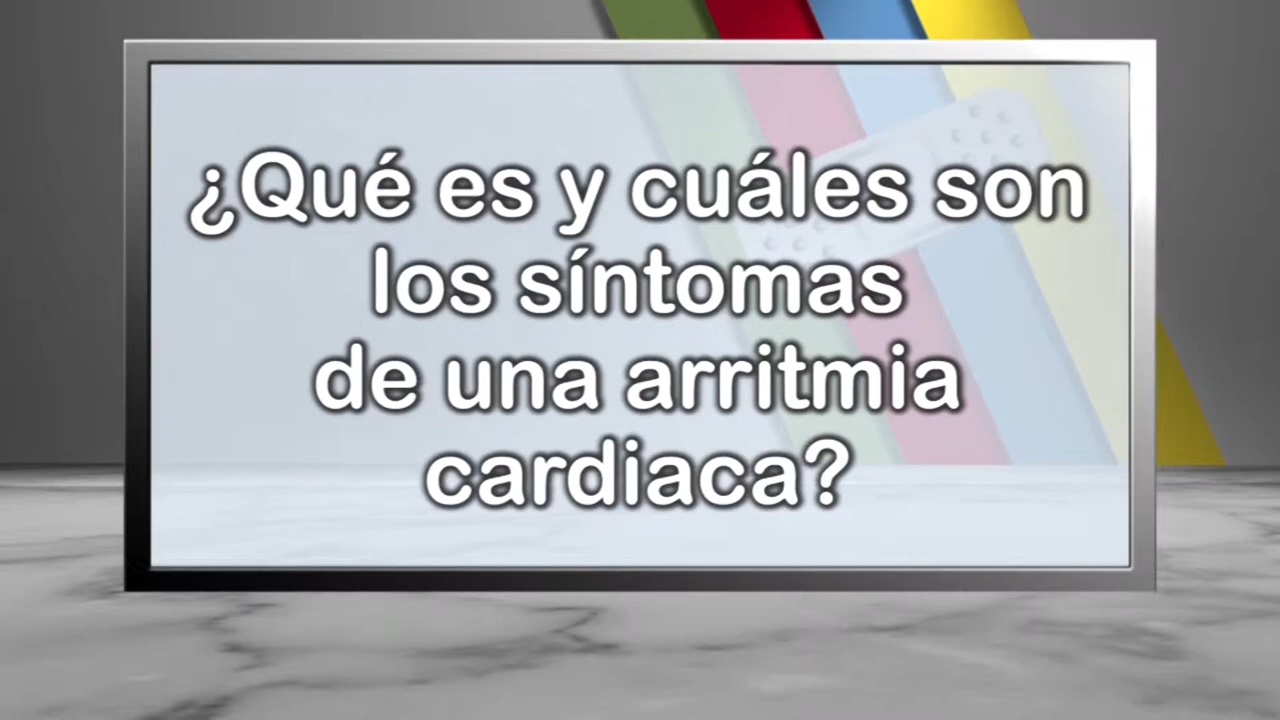 ¿Qué es y cuáles son
los síntomas
de una arritmia
cardiaca?